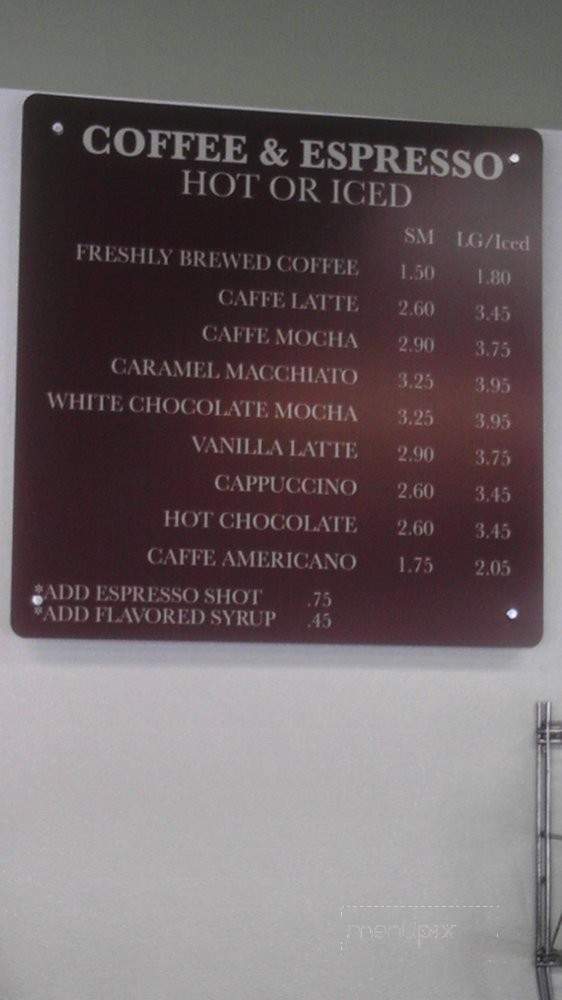 COFFEE & ESPRESSO
HOT OR ICED
SM LG/Iced
FRESHLY BREWED COFFEE 1.50 1.80
CAFFE LATTE 2.60 3.45
CAFFE MOCHA 2.90 3.75
CARAMEL MACCHIATO 3.25 3.95
WHITE CHOCOLATE MOCHA 3.25 3.95
VANILLA LATTE 2.90 3.75
CAPPUCCINO 2.60 3.45
HOT CHOCOLATE 2.60 3.45
CAFFE AMERICANO 1.75 2.05
*ADD ESPRESSO SHOT .75
*ADD FLAVORED SYRUP .45
menupix